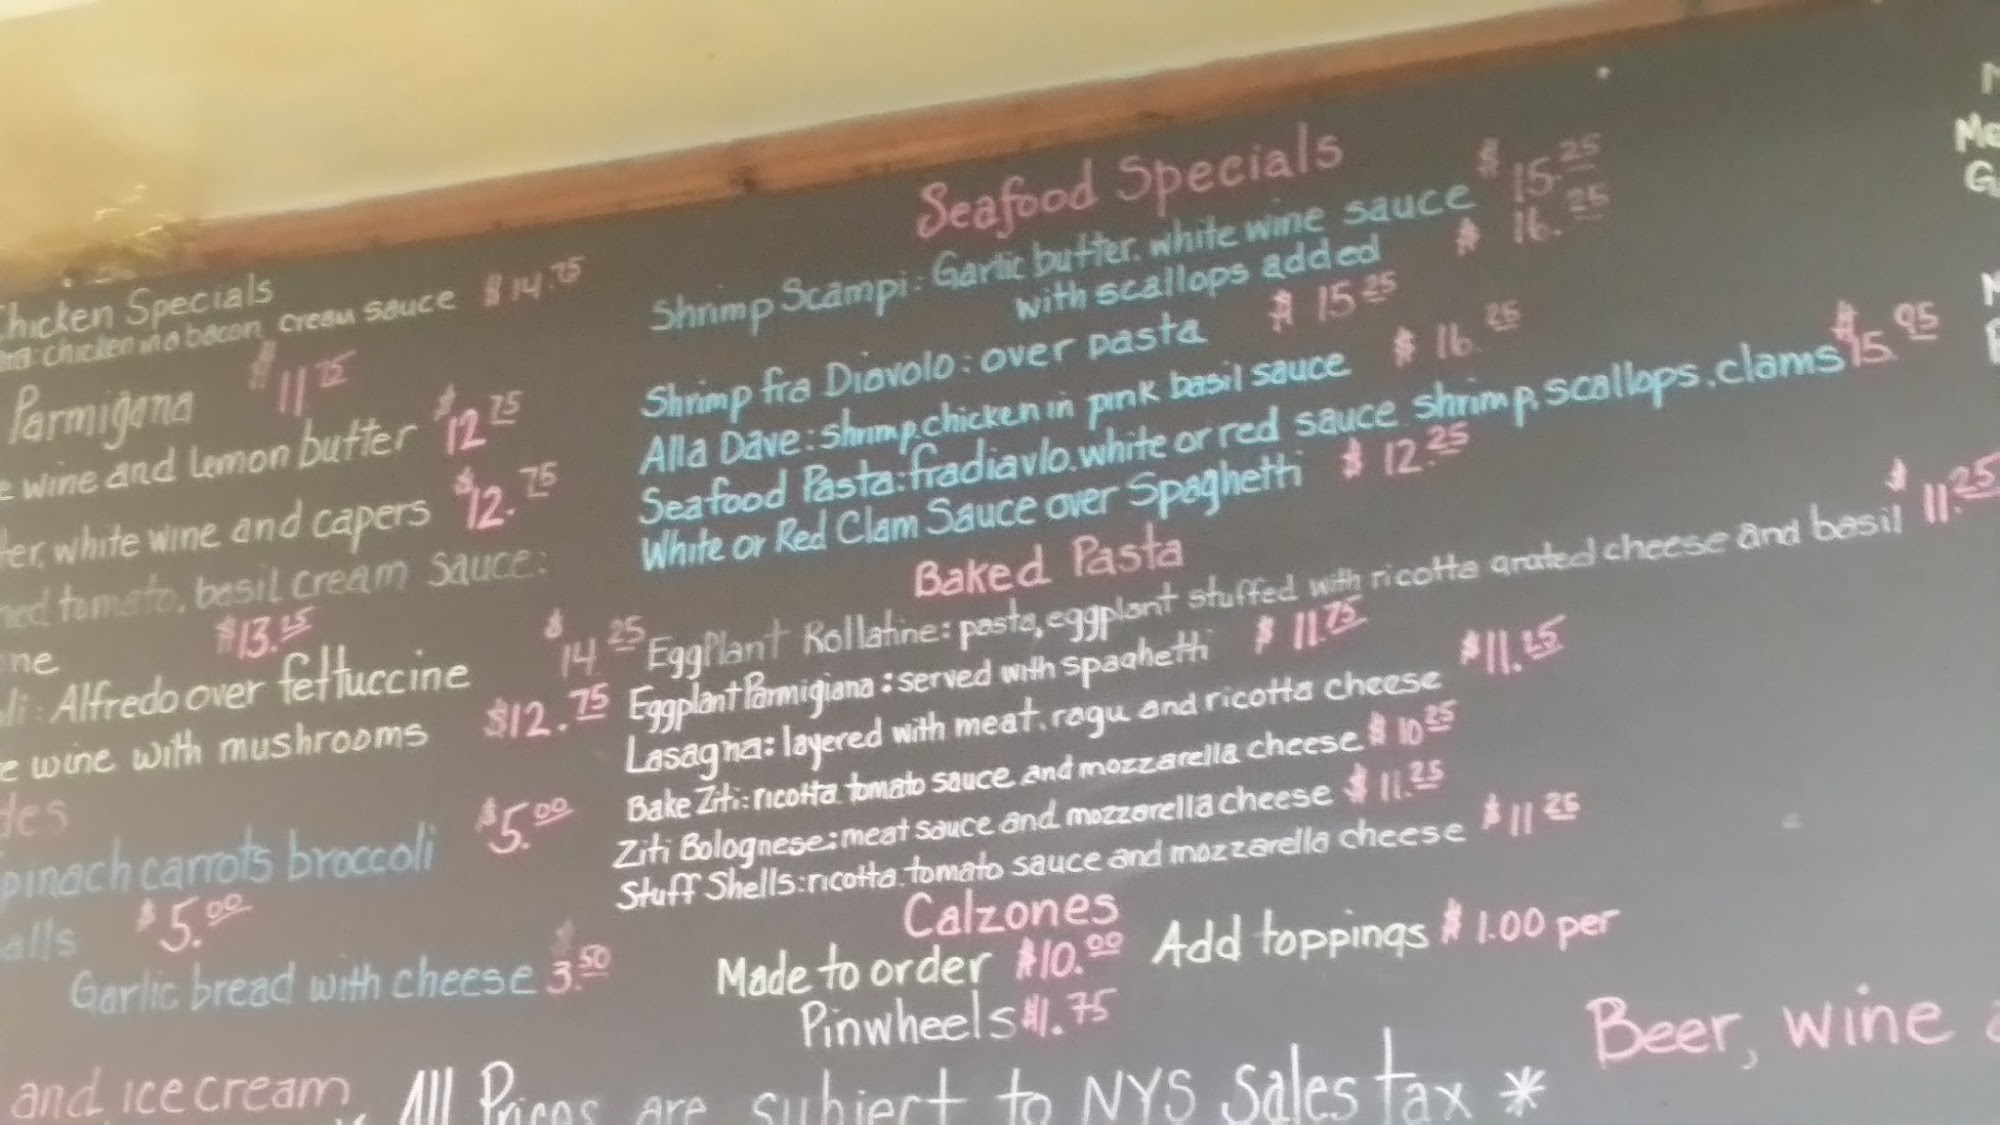 Chicken Specials
chicken in a bacon cream sauce $14.75
Parmigana $11.75
wine and lemon butter $12.75
white wine and capers $12.75
tomato, basil cream sauce:
$13.25
Alfredo over fettuccine $14.25
wine with mushrooms $12.75
carrots broccoli $5.00
$5.00
Garlic bread with cheese $3.50
and ice cream
Seafood Specials
Shrimp Scampi: Garlic butter, white wine sauce $15.25
with scallops added $16.25
Shrimp fra Diavolo: over pasta $15.25
Alla Dave: shrimp, chicken in pink basil sauce $16.25
Seafood Pasta: fradiavlo, white or red sauce shrimp, scallops, clams $15.95
White or Red Clam Sauce over Spaghetti $12.25
Baked Pasta
EggPlant Rollatine: pasta, eggplant stuffed with ricotta grated cheese and basil $11.25
Eggplant Parmigiana: served with spaghetti $11.75
Lasagna: layered with meat, ragu and ricotta cheese $11.25
Bake Ziti: ricotta tomato sauce and mozzarella cheese $10.25
Ziti Bolognese: meat sauce and mozzarella cheese $11.25
Stuff Shells: ricotta, tomato sauce and mozzarella cheese $11.25
Calzones
Made to order $10.00 Add toppings $1.00 per
Pinwheels $1.75
Beer, wine
All Prices are subject to NYS Sales tax *